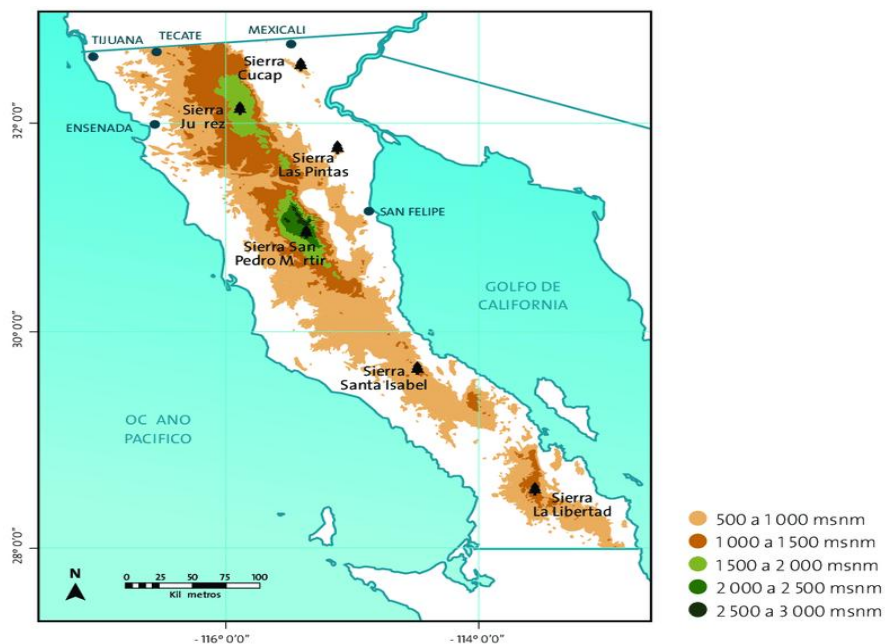 MEXICALI
TECATE
TIJUANA
Sierra
Cucap
32°0'0"
Sierra
Ju rez
ENSENADA
Sierra
Las Pintas
SAN FELIPE
Sierra San
Pedro M rtir
GOLFO DE
CALIFORNIA
30°0'0"
Sierra
Santa Isabel
OC ANO
PACIFICO
Sierra
La Libertad
28°0'0"
N
0 25 50 75 100
Kil metros
-116°0'0"
-114°0'0"
500 a 1 000 msnm
1 000 a 1 500 msnm
1 500 a 2 000 msnm
2 000 a 2 500 msnm
2 500 a 3 000 msnm